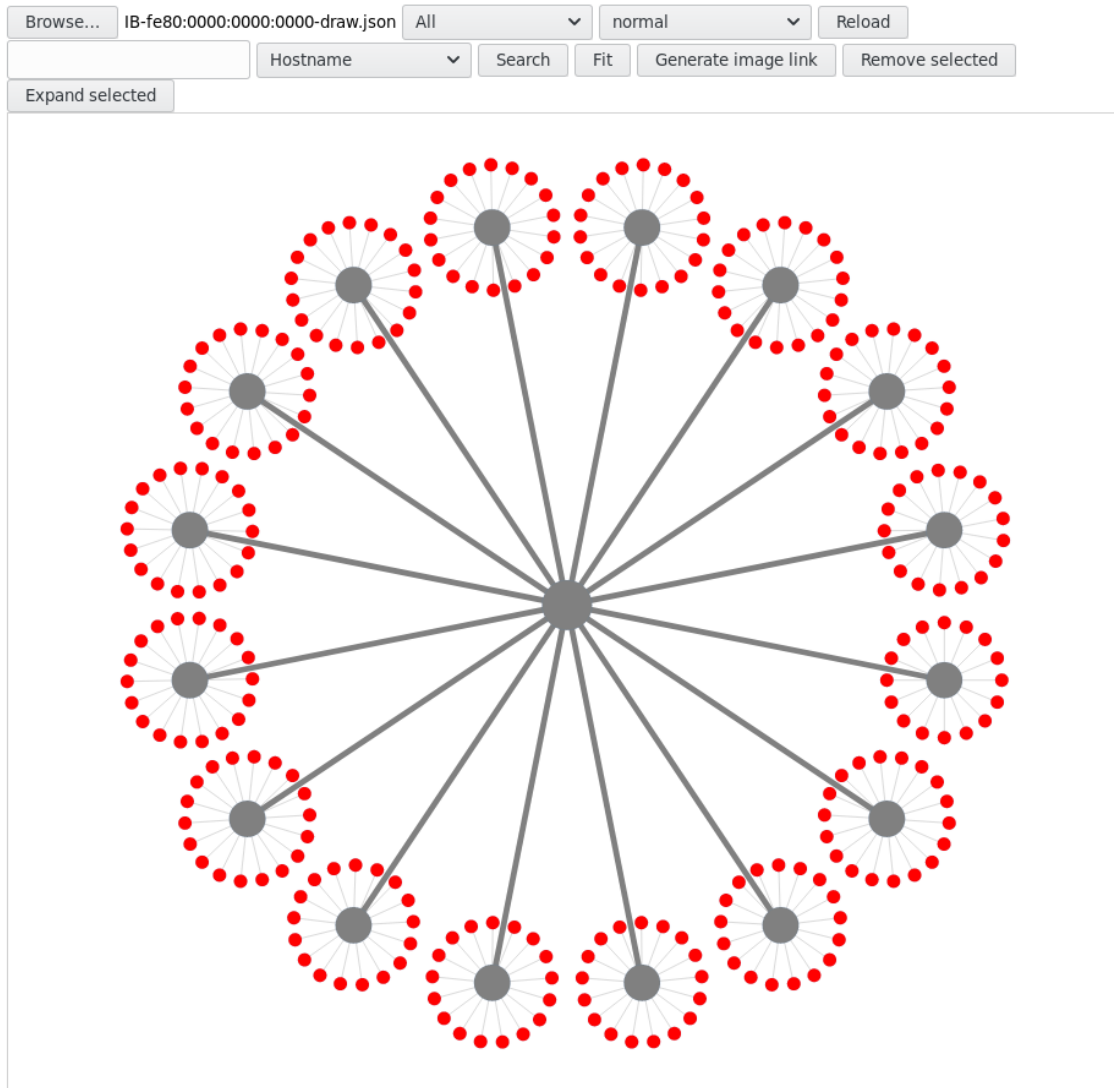 Browse... IB-fe80:0000:0000:0000-draw.json All normal Reload
Hostname Search Fit Generate image link Remove selected
Expand selected